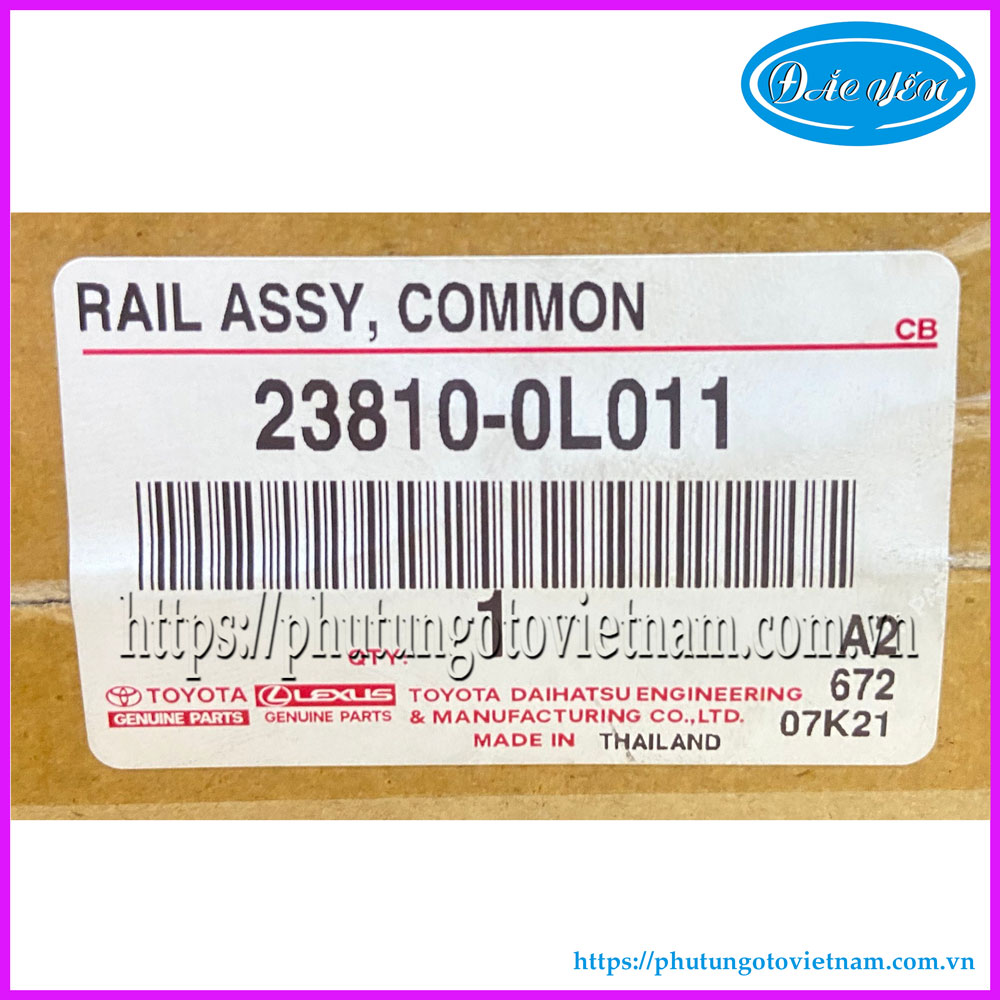 ĐẮC YẾN
RAIL ASSY, COMMON
CB
23810-0L011
https://phutungotovietnam.com.vn
QTY: 1
A2
TOYOTA LEXUS TOYOTA DAIHATSU ENGINEERING 672
GENUINE PARTS GENUINE PARTS & MANUFACTURING CO.,LTD. 07K21
MADE IN THAILAND
https://phutungotovietnam.com.vn